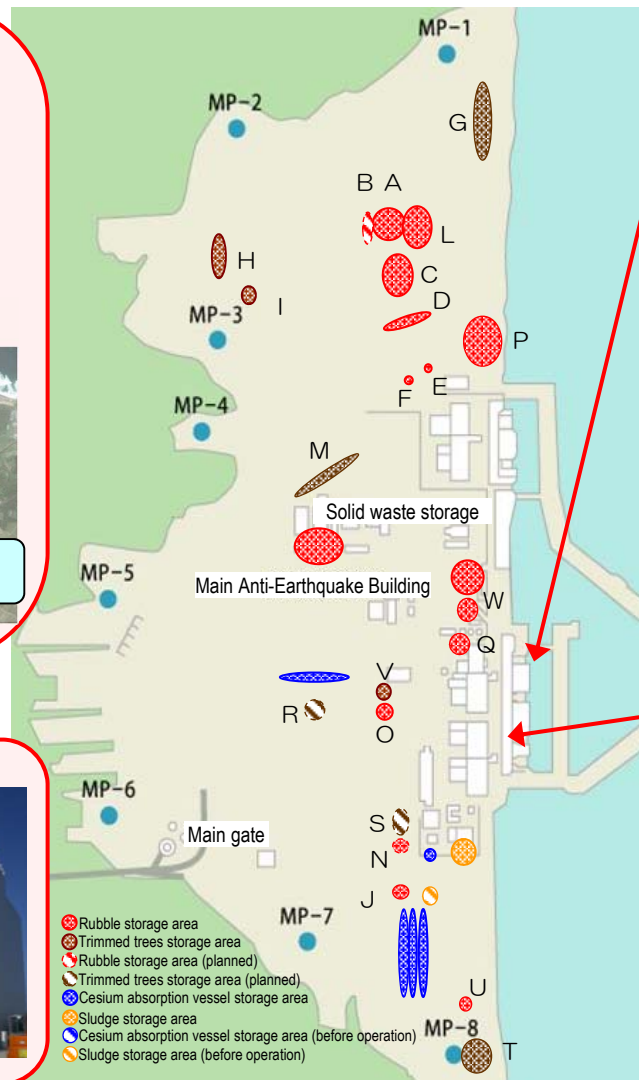 MP-1
MP-2
G
B A
L
H
C
I
D
MP-3
P
E
F
MP-4
M
Solid waste storage
Main Anti-Earthquake Building
MP-5
W
Q
V
R
O
MP-6
S
Main gate
N
J
MP-7
U
MP-8
T
Rubble storage area
Trimmed trees storage area
Rubble storage area (planned)
Trimmed trees storage area (planned)
Cesium absorption vessel storage area
Sludge storage area
Cesium absorption vessel storage area (before operation)
Sludge storage area (before operation)